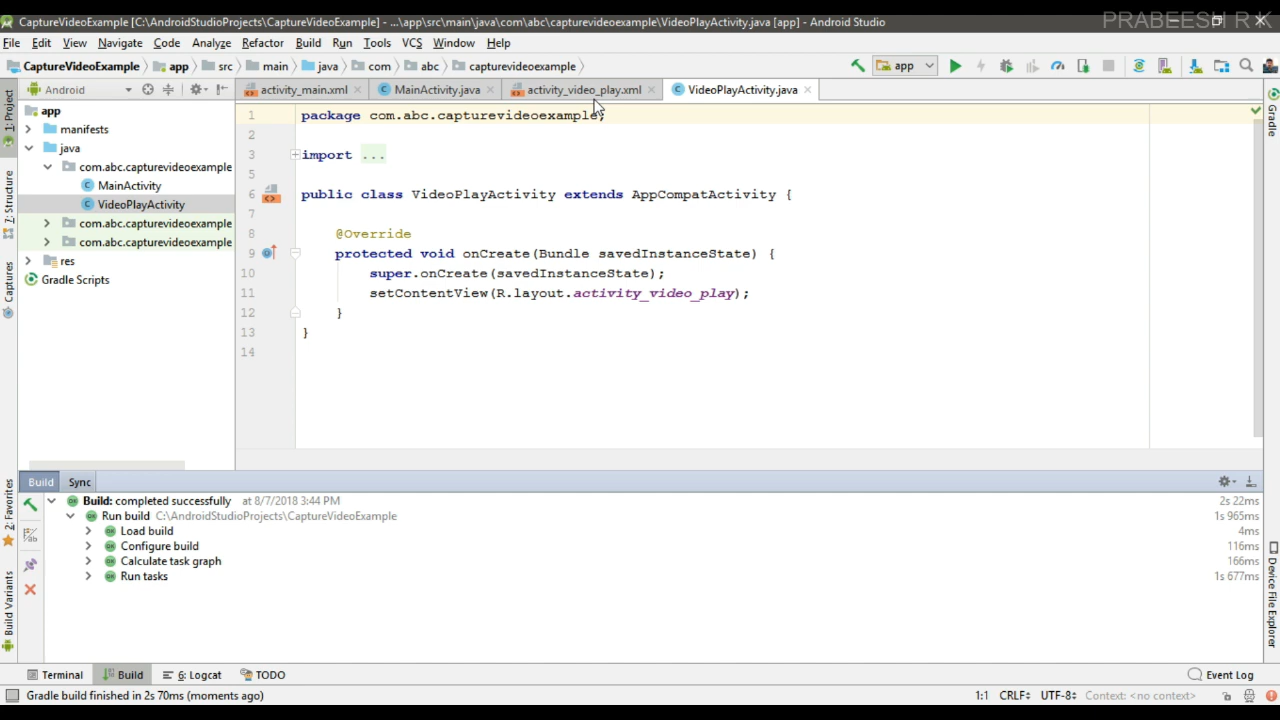 PRABEESH R K
CaptureVideoExample [C:\AndroidStudioProjects\CaptureVideoExample] - ...\app\src\main\java\com\abc\capturevideoexample\VideoPlayActivity.java [app] - Android Studio
File Edit View Navigate Code Analyze Refactor Build Run Tools VCS Window Help
CaptureVideoExample app src main java com abc capturevideoexample app
1: Project
Android
activity_main.xml MainActivity.java activity_video_play.xml VideoPlayActivity.java
Gradle
app
manifests
java
com.abc.capturevideoexample
MainActivity
VideoPlayActivity
com.abc.capturevideoexample
com.abc.capturevideoexample
res
Gradle Scripts
7: Structure
Captures
2: Favorites
Build Variants
1 package com.abc.capturevideoexample;
2
3 import ...
5
6 public class VideoPlayActivity extends AppCompatActivity {
7
8 @Override
9 protected void onCreate(Bundle savedInstanceState) {
10 super.onCreate(savedInstanceState);
11 setContentView(R.layout.activity_video_play);
12 }
13 }
14
Build Sync
Build: completed successfully at 8/7/2018 3:44 PM 2s 22ms
Run build C:\AndroidStudioProjects\CaptureVideoExample 1s 965ms
Load build 4ms
Configure build 116ms
Calculate task graph 166ms
Run tasks 1s 677ms
Device File Explorer
Terminal Build 6: Logcat TODO Event Log
Gradle build finished in 2s 70ms (moments ago) 1:1 CRLF UTF-8 Context: <no context>